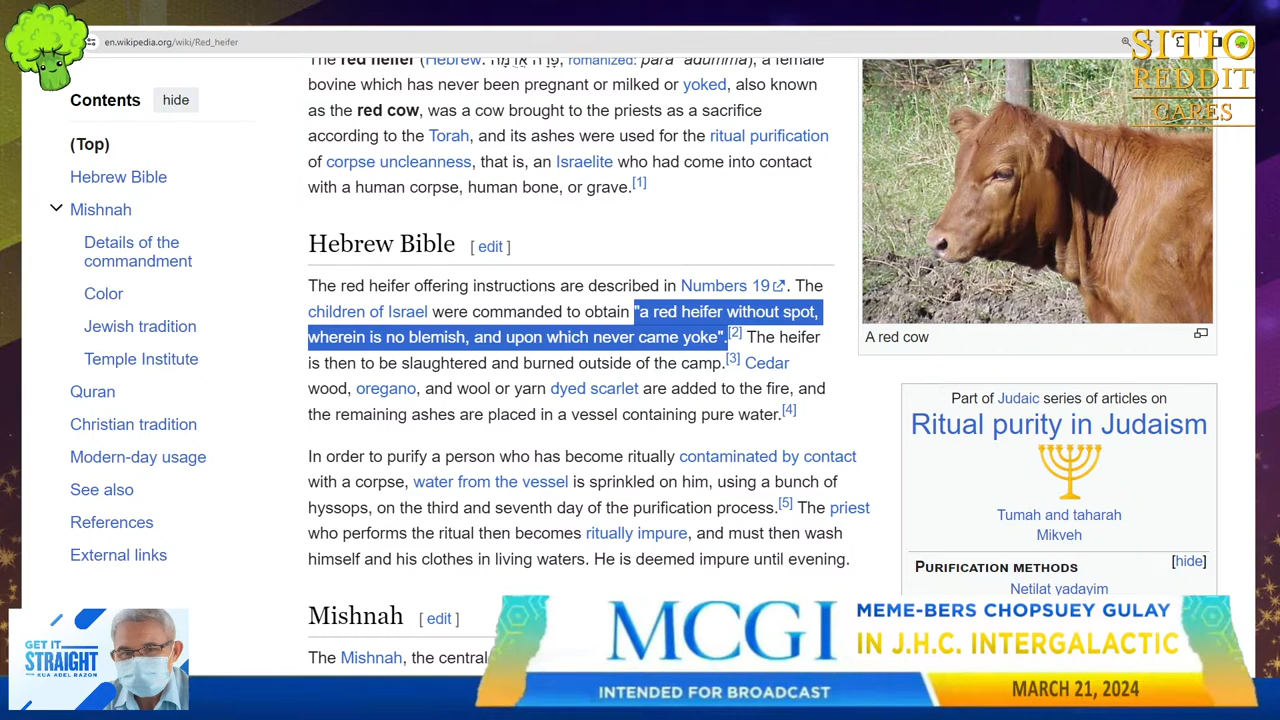 en.wikipedia.org/wiki/Red_heifer
SITIO
REDDIT
CARES
Contents
hide
(Top)
Hebrew Bible
Mishnah
Details of the
commandment
Color
Jewish tradition
Temple Institute
Quran
Christian tradition
Modern-day usage
See also
References
External links
The red heifer (Hebrew: פָּרָה אֲדֻמָּה, romanized: para adumma), a female
bovine which has never been pregnant or milked or yoked, also known
as the red cow, was a cow brought to the priests as a sacrifice
according to the Torah, and its ashes were used for the ritual purification
of corpse uncleanness, that is, an Israelite who had come into contact
with a human corpse, human bone, or grave.[1]
Hebrew Bible [ edit ]
The red heifer offering instructions are described in Numbers 19. The
children of Israel were commanded to obtain "a red heifer without spot,
wherein is no blemish, and upon which never came yoke".[2] The heifer
is then to be slaughtered and burned outside of the camp.[3] Cedar
wood, oregano, and wool or yarn dyed scarlet are added to the fire, and
the remaining ashes are placed in a vessel containing pure water.[4]
In order to purify a person who has become ritually contaminated by contact
with a corpse, water from the vessel is sprinkled on him, using a bunch of
hyssops, on the third and seventh day of the purification process.[5] The priest
who performs the ritual then becomes ritually impure, and must then wash
himself and his clothes in living waters. He is deemed impure until evening.
Mishnah [ edit ]
The Mishnah, the central
A red cow
Part of Judaic series of articles on
Ritual purity in Judaism
Tumah and taharah
Mikveh
PURIFICATION METHODS [hide]
Netilat yadayim
GET IT
STRAIGHT
WITH KUA ADEL RAZON
MCGI
MEME-BERS CHOPSUEY GULAY
IN J.H.C. INTERGALACTIC
INTENDED FOR BROADCAST
MARCH 21, 2024